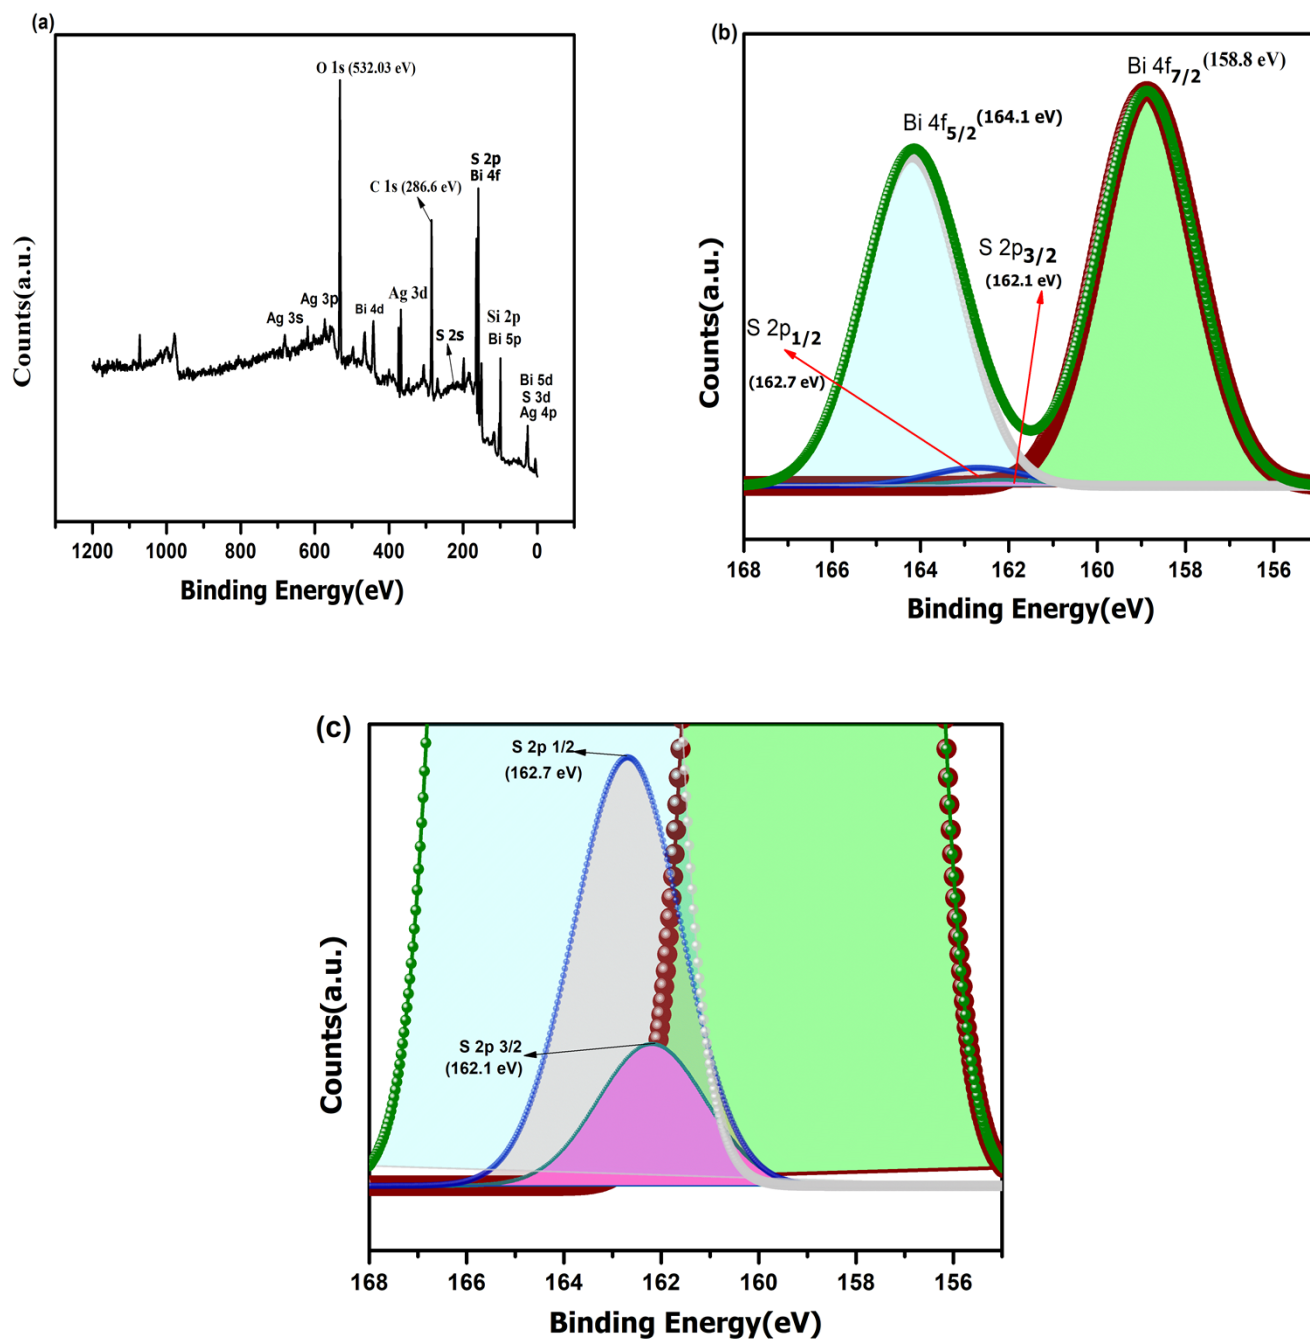 (a)
O 1s (532.03 eV)
S 2p
Bi 4f
C 1s (286.6 eV)
Ag 3p
Ag 3s
Bi 4d
Ag 3d
S 2s
Si 2p
Bi 5p
Bi 5d
S 3d
Ag 4p
Counts(a.u.)
1200 1000 800 600 400 200 0
Binding Energy(eV)
(b)
Bi 4f7/2 (158.8 eV)
Bi 4f5/2 (164.1 eV)
S 2p3/2
(162.1 eV)
S 2p1/2
(162.7 eV)
Counts(a.u.)
168 166 164 162 160 158 156
Binding Energy(eV)
(c)
S 2p 1/2
(162.7 eV)
S 2p 3/2
(162.1 eV)
Counts(a.u.)
168 166 164 162 160 158 156
Binding Energy(eV)